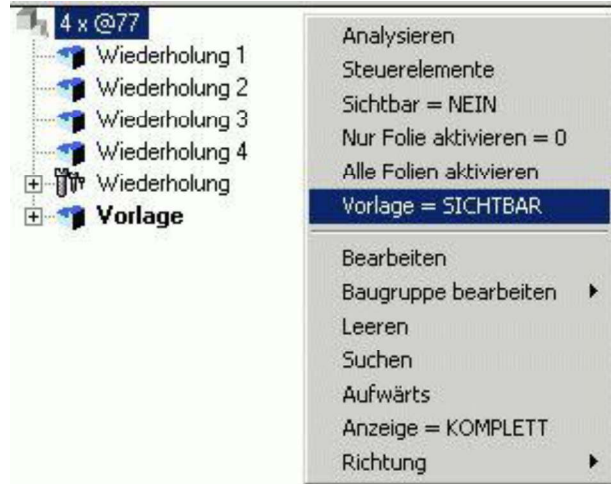 4 x @77
Wiederholung 1
Wiederholung 2
Wiederholung 3
Wiederholung 4
Wiederholung
Vorlage
Analysieren
Steuerelemente
Sichtbar = NEIN
Nur Folie aktivieren = 0
Alle Folien aktivieren
Vorlage = SICHTBAR
Bearbeiten
Baugruppe bearbeiten
Leeren
Suchen
Aufwärts
Anzeige = KOMPLETT
Richtung